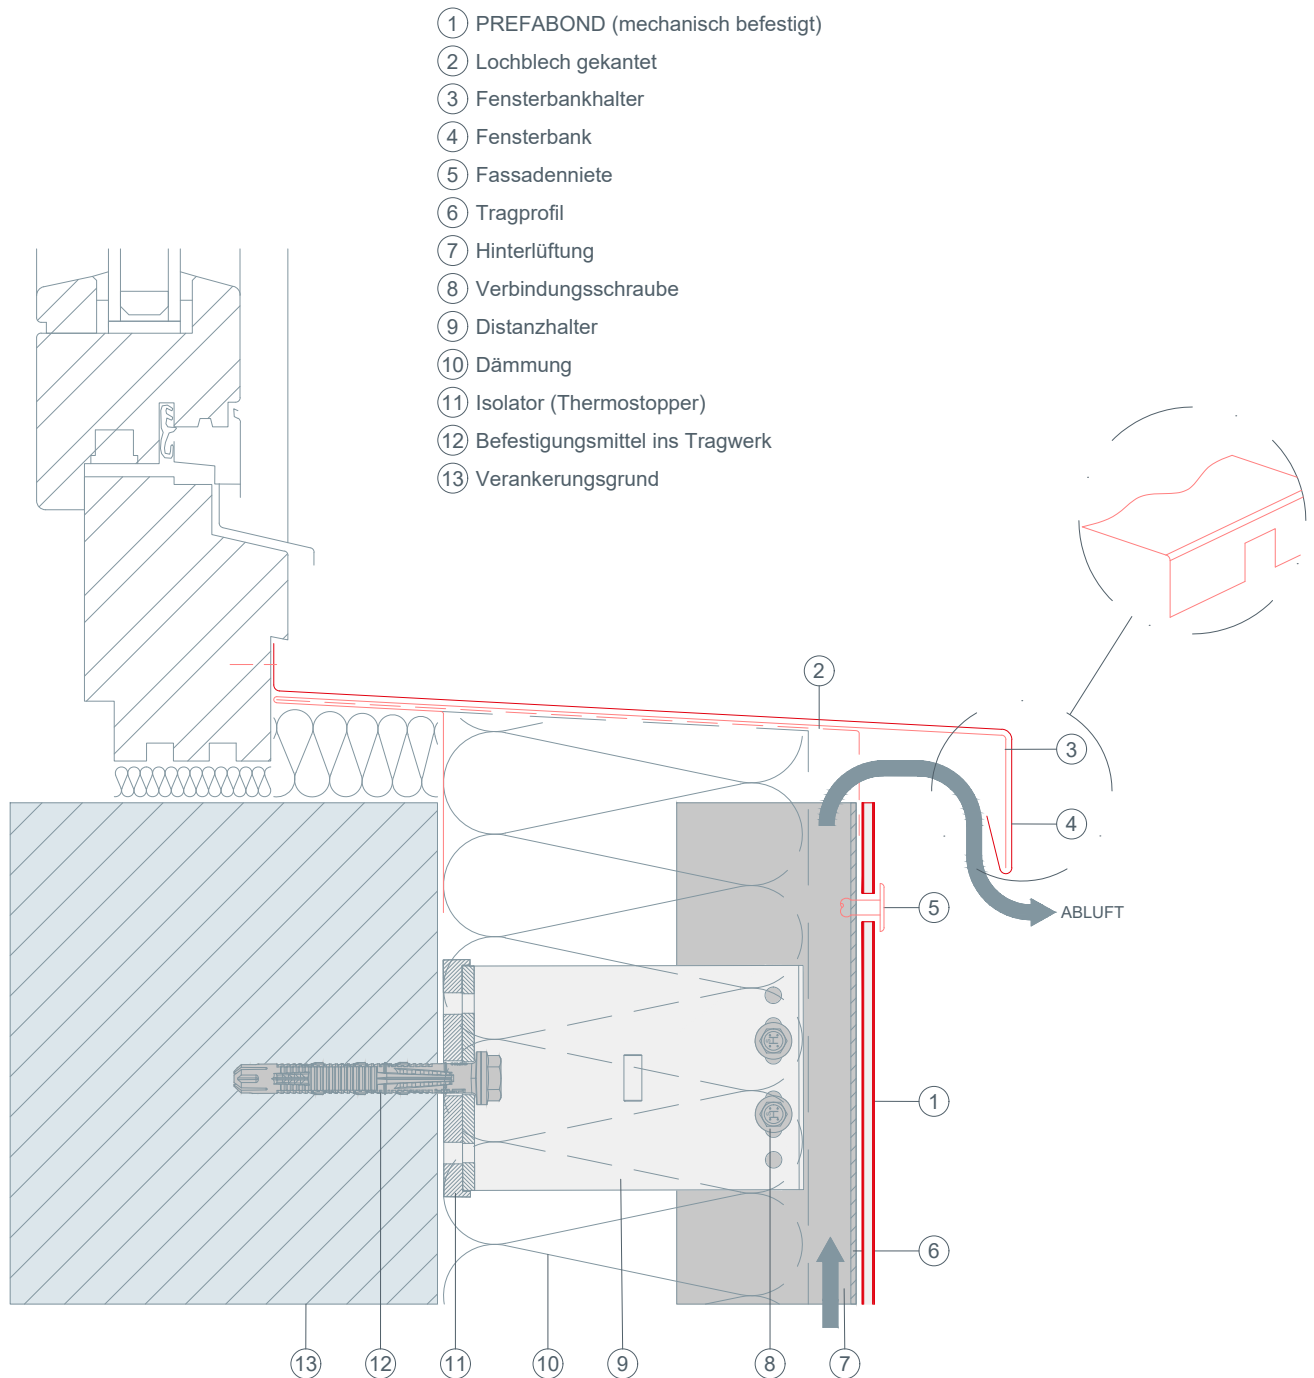 1 PREFABOND (mechanisch befestigt)
2 Lochblech gekantet
3 Fensterbankhalter
4 Fensterbank
5 Fassadenniete
6 Tragprofil
7 Hinterlüftung
8 Verbindungsschraube
9 Distanzhalter
10 Dämmung
11 Isolator (Thermostopper)
12 Befestigungsmittel ins Tragwerk
13 Verankerungsgrund
2
3
4
5
ABLUFT
1
6
13
12
11
10
9
8
7